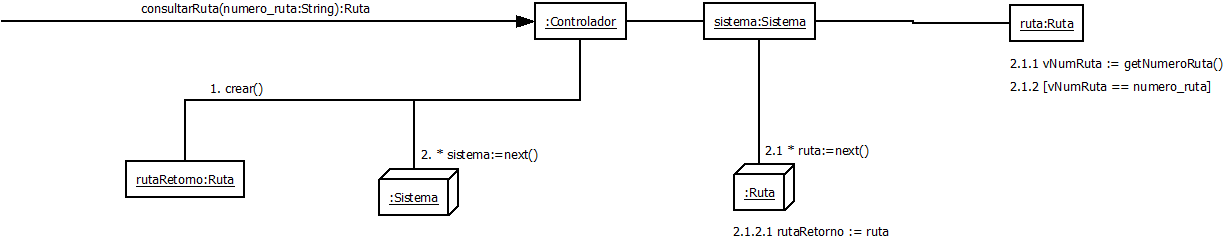 consultarRuta(numero_ruta:String):Ruta
:Controlador
sistema:Sistema
ruta:Ruta
2.1.1 vNumRuta := getNumeroRuta()
2.1.2 [vNumRuta == numero_ruta]
1. crear()
2. * sistema:=next()
2.1 * ruta:=next()
rutaRetorno:Ruta
:Sistema
:Ruta
2.1.2.1 rutaRetorno := ruta